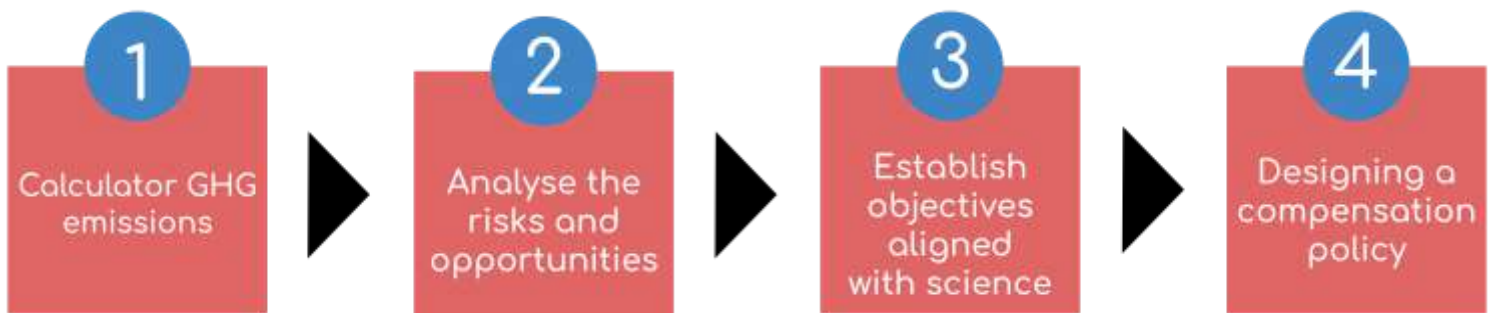 1
Calculator GHG
emissions
2
Analyse the
risks and
opportunities
3
Establish
objectives
aligned
with science
4
Designing a
compensation
policy